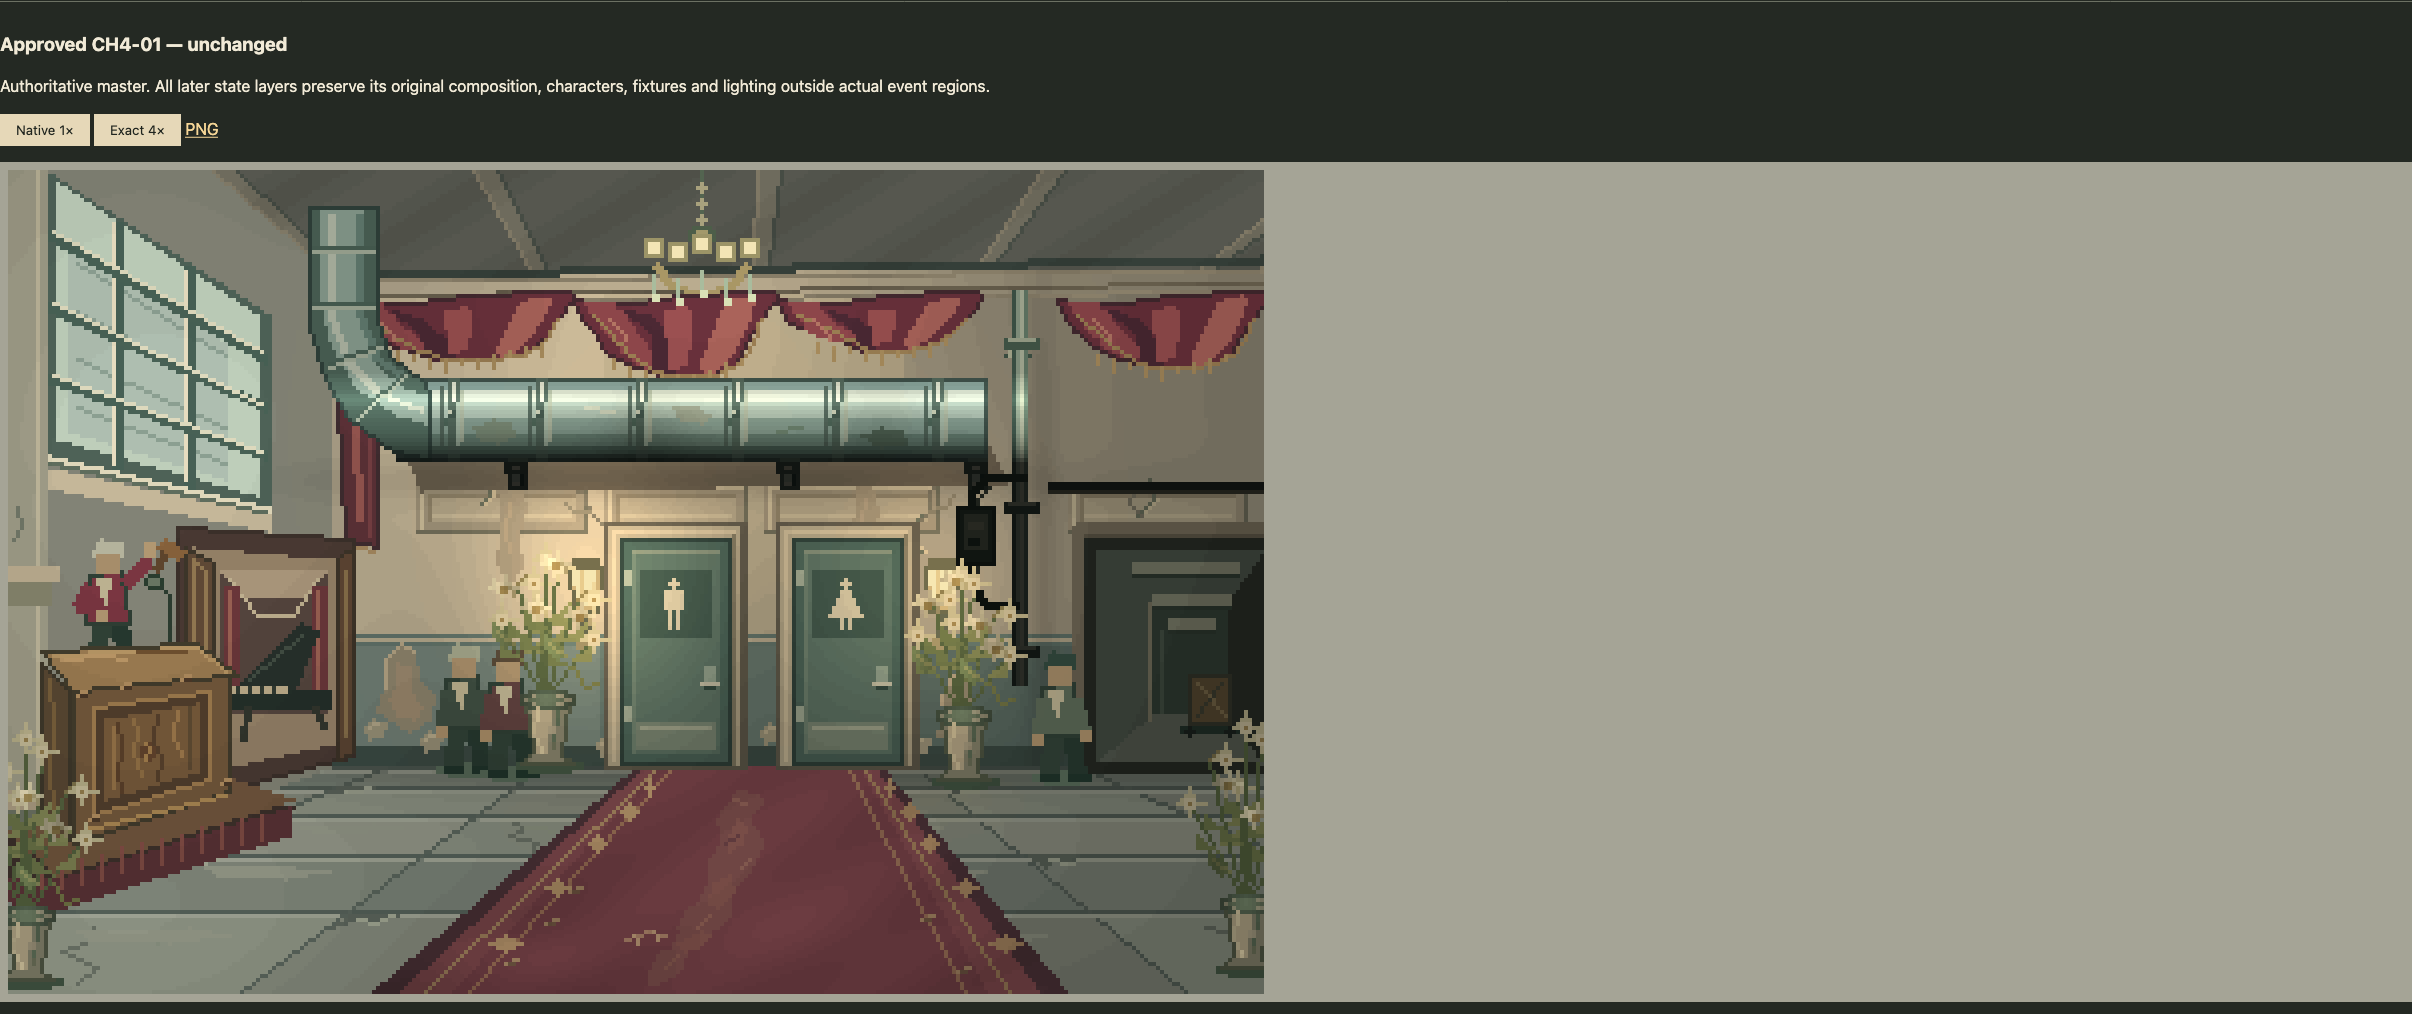 Approved CH4-01 — unchanged
Authoritative master. All later state layers preserve its original composition, characters, fixtures and lighting outside actual event regions.
Native 1× Exact 4× PNG